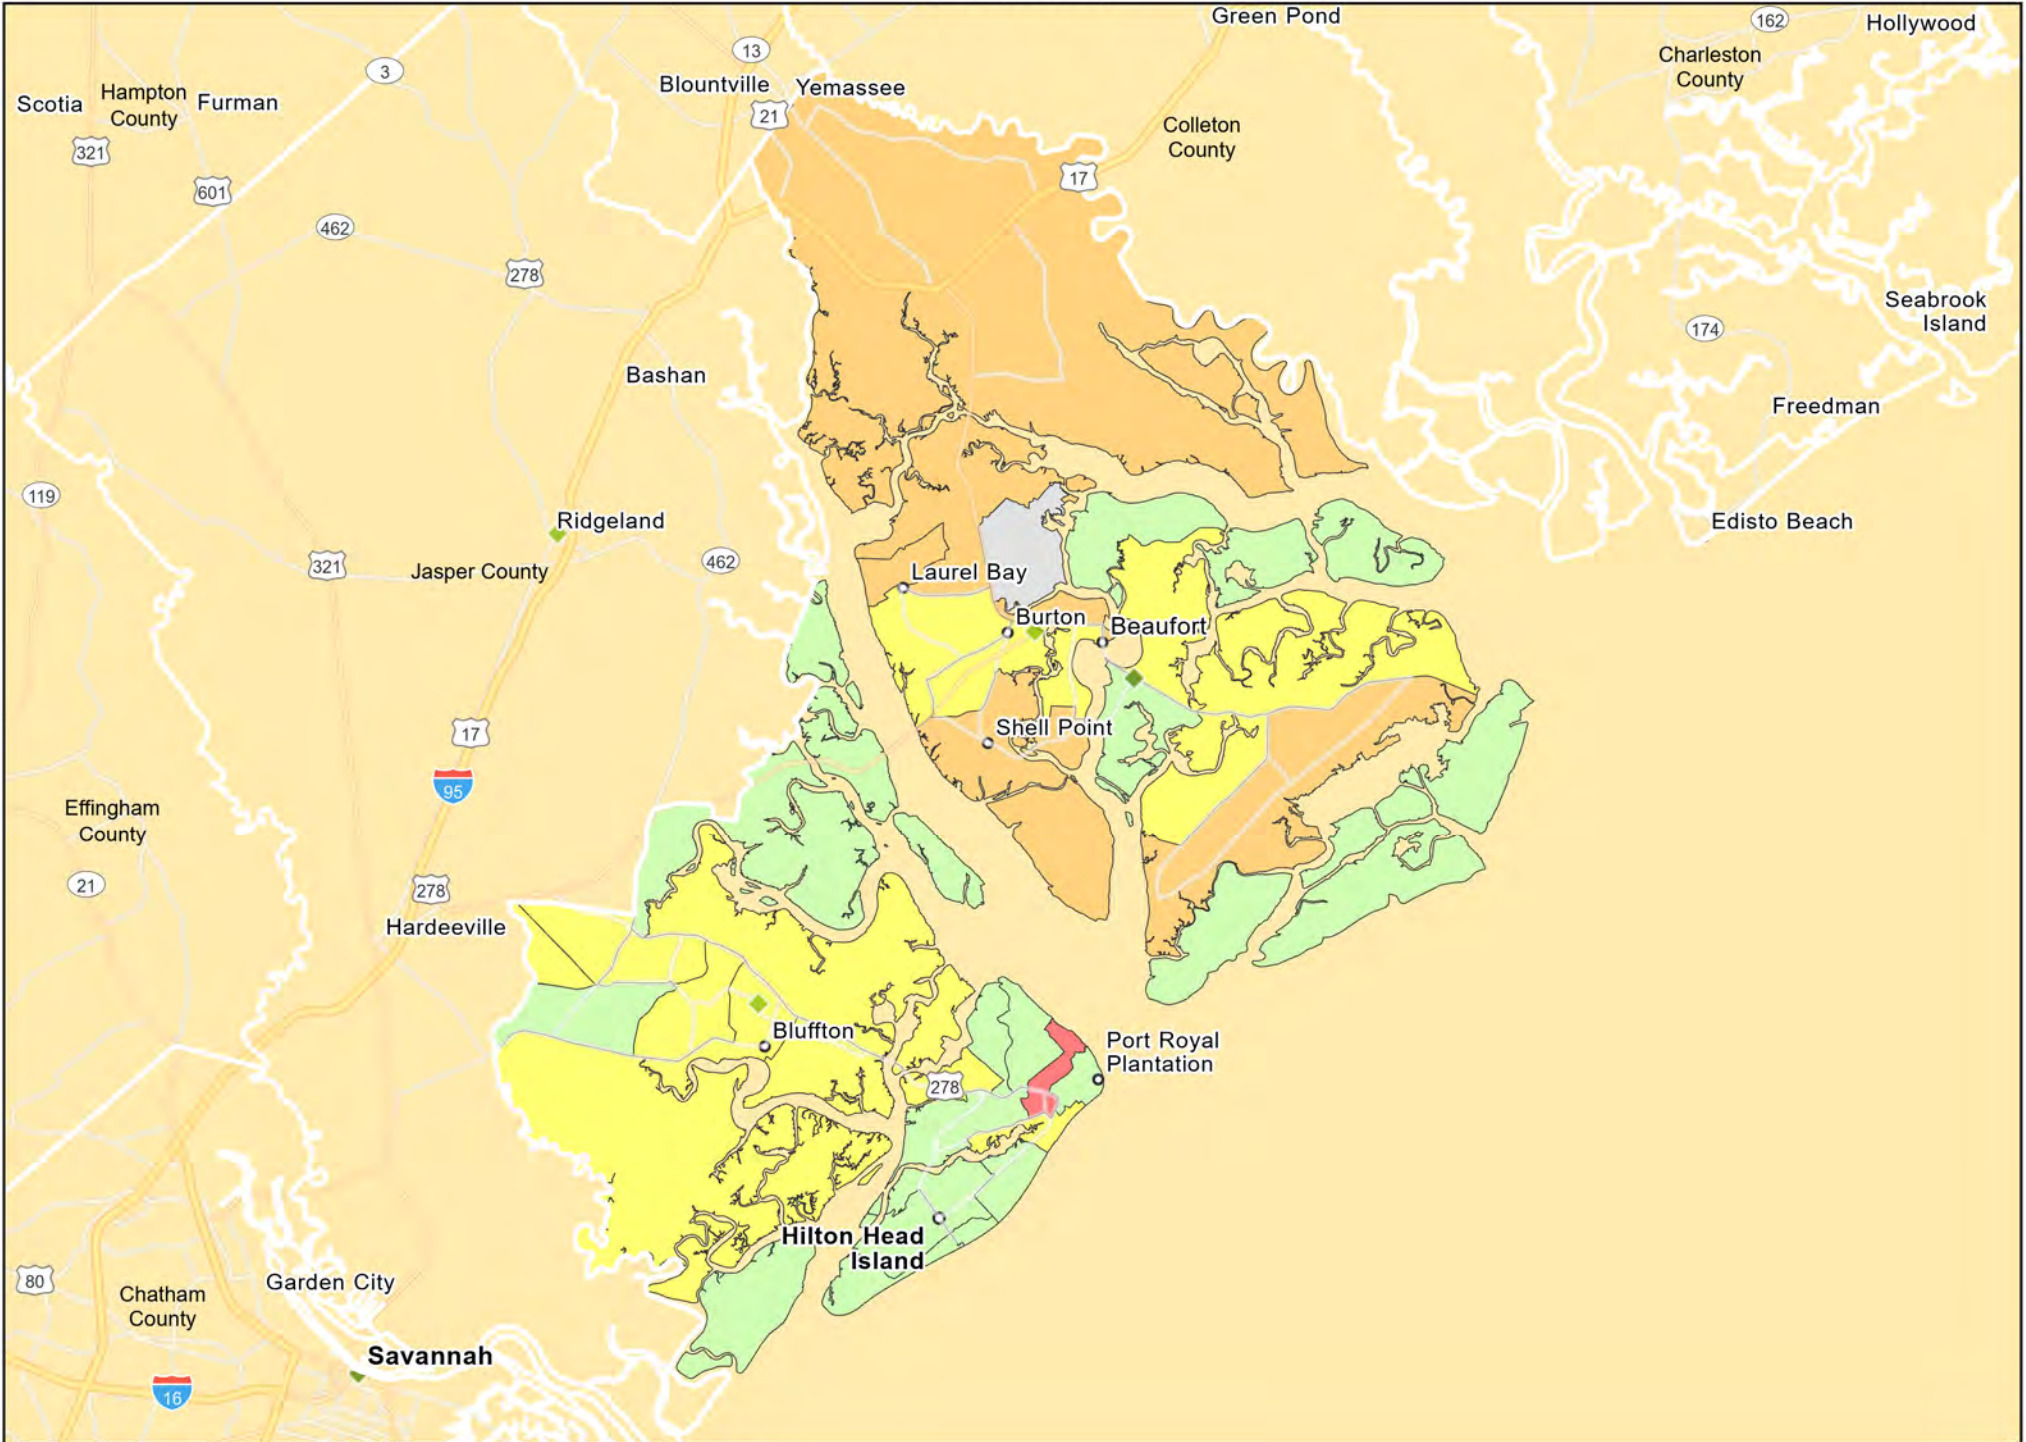 Green Pond
162
Hollywood
13
Charleston
County
3
Blountville
Yemassee
Scotia
Hampton
County
Furman
21
Colleton
County
321
17
601
462
278
Seabrook
Island
174
Bashan
Freedman
119
Ridgeland
Edisto Beach
321
Jasper County
462
Laurel Bay
Burton
Beaufort
Shell Point
17
95
Effingham
County
21
278
Hardeeville
Bluffton
Port Royal
Plantation
278
Hilton Head
Island
80
Garden City
Chatham
County
Savannah
16